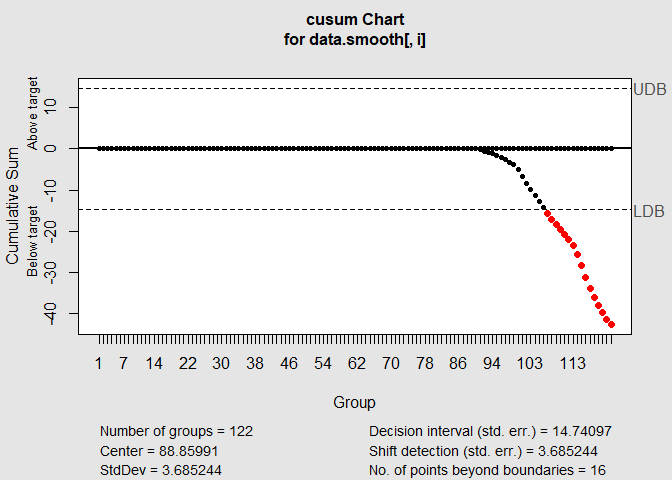 cusum Chart
for data.smooth[, i]
Cumulative Sum
Above target
Below target
10
0
-10
-20
-30
-40
UDB
LDB
1 7 14 22 30 38 46 54 62 70 78 86 94 103 113
Group
Number of groups = 122
Center = 88.85991
StdDev = 3.685244
Decision interval (std. err.) = 14.74097
Shift detection (std. err.) = 3.685244
No. of points beyond boundaries = 16